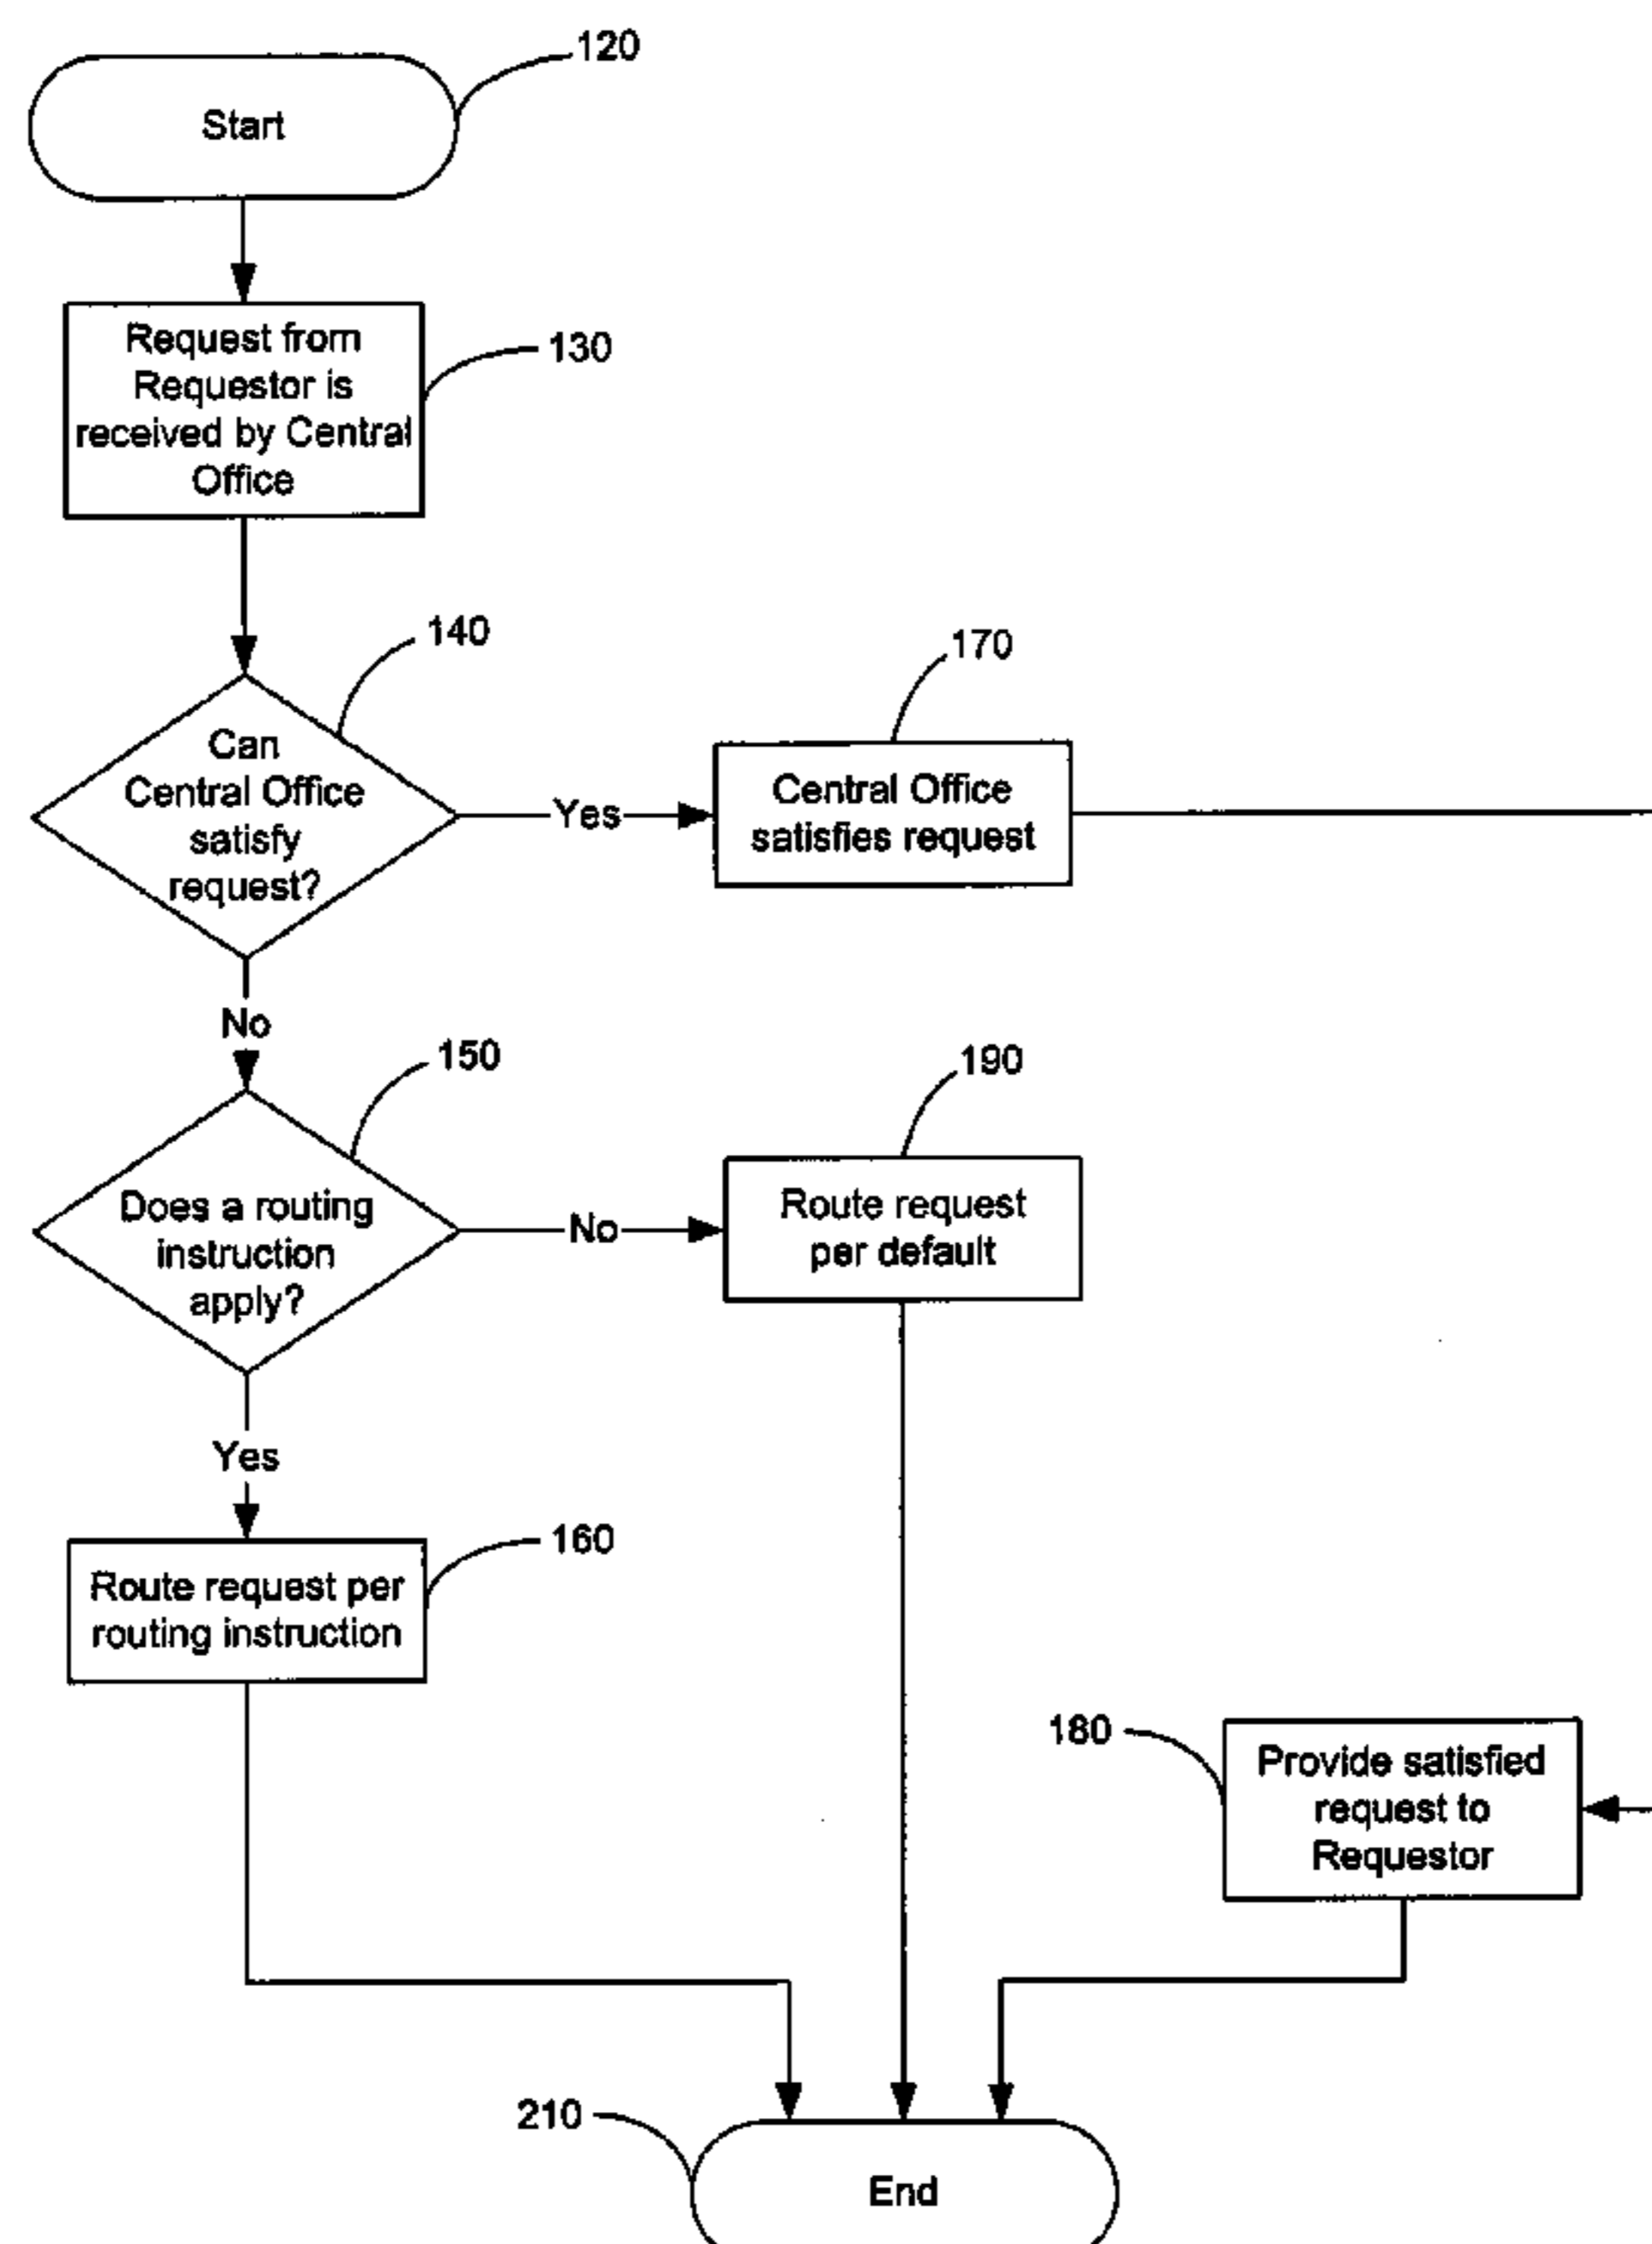 120
Start
Request from
Requestor is
received by Central
Office
130
140
Can
Central Office
satisfy
request?
Yes
170
Central Office
satisfies request
No
150
Does a routing
instruction
apply?
No
190
Route request
per default
Yes
160
Route request per
routing instruction
180
Provide satisfied
request to
Requestor
210
End